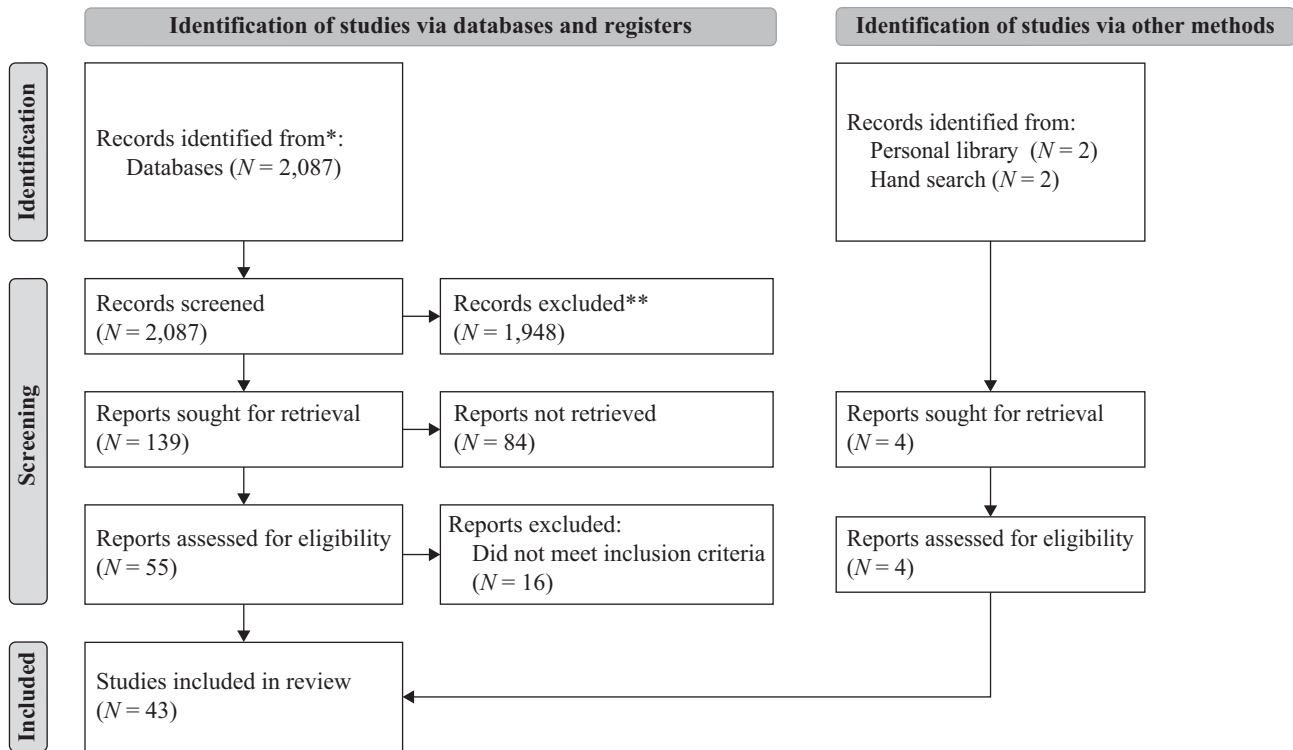 Identification of studies via databases and registers
Identification of studies via other methods
Identification
Records identified from*:
Databases (N = 2,087)
Records identified from:
Personal library (N = 2)
Hand search (N = 2)
Screening
Records screened
(N = 2,087)
Records excluded**
(N = 1,948)
Reports sought for retrieval
(N = 139)
Reports not retrieved
(N = 84)
Reports sought for retrieval
(N = 4)
Reports assessed for eligibility
(N = 55)
Reports excluded:
Did not meet inclusion criteria
(N = 16)
Reports assessed for eligibility
(N = 4)
Included
Studies included in review
(N = 43)